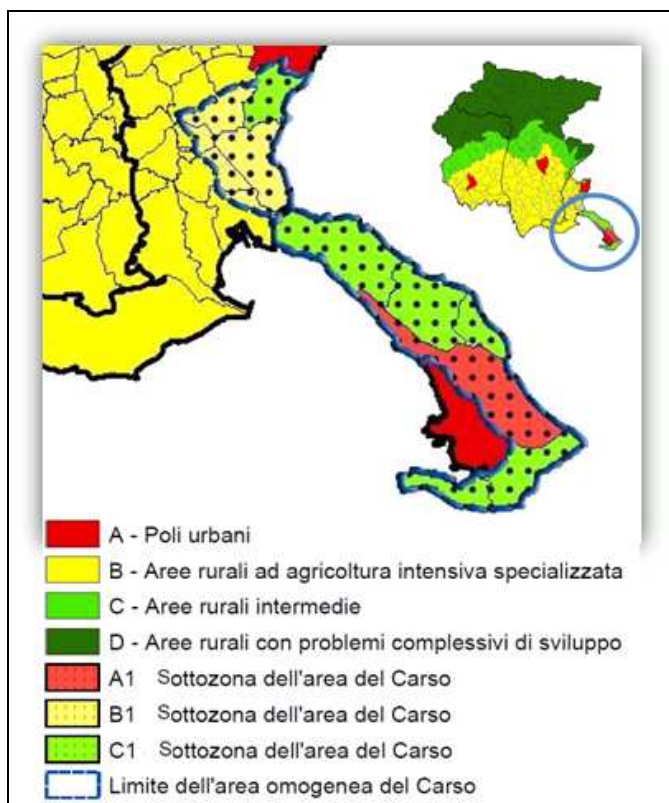 A - Poli urbani
B - Aree rurali ad agricoltura intensiva specializzata
C - Aree rurali intermedie
D - Aree rurali con problemi complessivi di sviluppo
A1 Sottozona dell'area del Carso
B1 Sottozona dell'area del Carso
C1 Sottozona dell'area del Carso
Limite dell'area omogenea del Carso